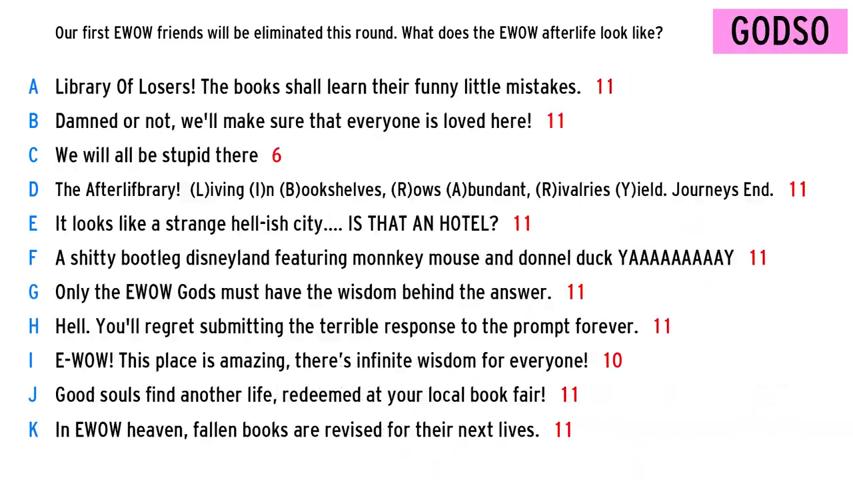 Our first EWOW friends will be eliminated this round. What does the EWOW afterlife look like?
GODSO
A Library Of Losers! The books shall learn their funny little mistakes. 11
B Damned or not, we'll make sure that everyone is loved here! 11
C We will all be stupid there 6
D The Afterlifbrary! (L)iving (I)n (B)ookshelves, (R)ows (A)bundant, (R)ivalries (Y)ield. Journeys End. 11
E It looks like a strange hell-ish city.... IS THAT AN HOTEL? 11
F A shitty bootleg disneyland featuring monnkey mouse and donnel duck YAAAAAAAAAY 11
G Only the EWOW Gods must have the wisdom behind the answer. 11
H Hell. You'll regret submitting the terrible response to the prompt forever. 11
I E-WOW! This place is amazing, there's infinite wisdom for everyone! 10
J Good souls find another life, redeemed at your local book fair! 11
K In EWOW heaven, fallen books are revised for their next lives. 11